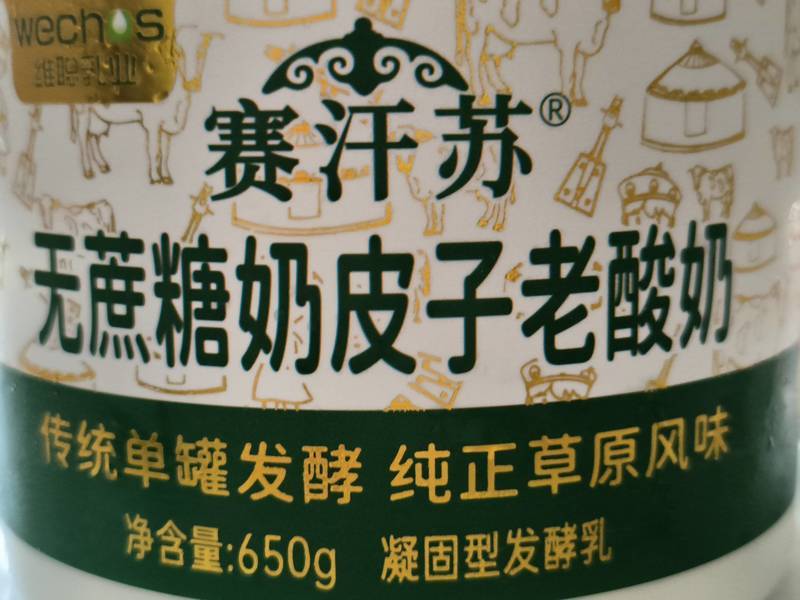 wechos
维聪乳业
赛汗苏®
无蔗糖奶皮子老酸奶
传统单罐发酵 纯正草原风味
净含量:650g 凝固型发酵乳